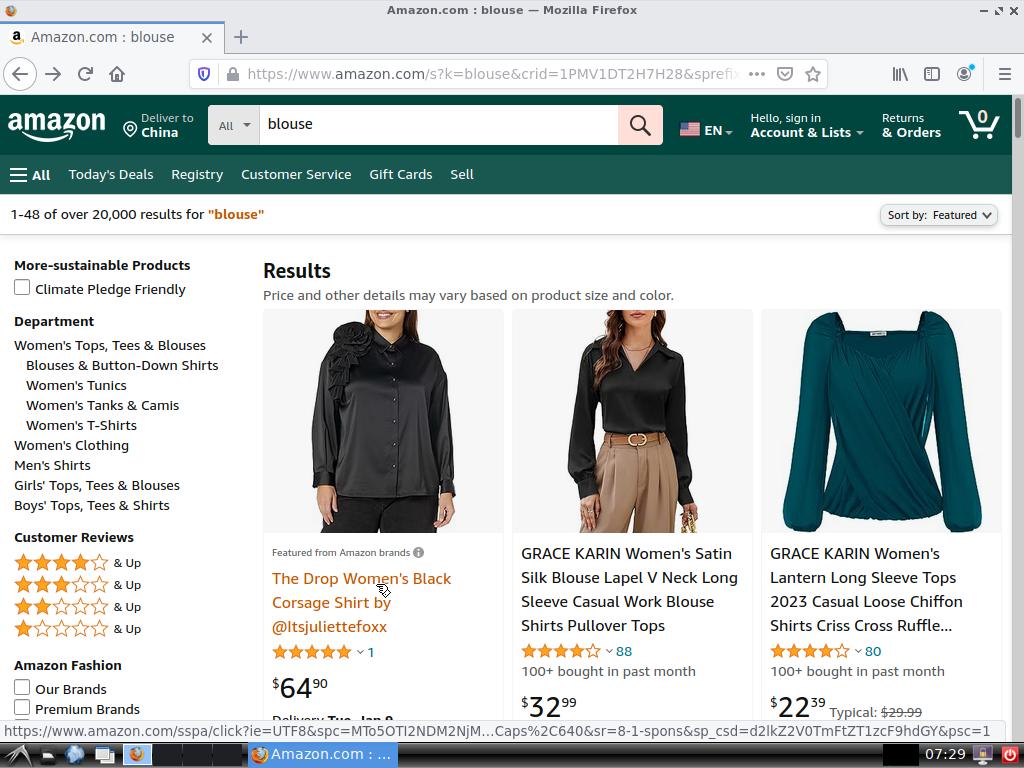 Amazon.com : blouse — Mozilla Firefox
Amazon.com : blouse
https://www.amazon.com/s?k=blouse&crid=1PMV1DT2H7H28&sprefix
Deliver to
China
amazon
All
blouse
EN
Hello, sign in
Account & Lists
Returns
& Orders
0
All
Today's Deals
Registry
Customer Service
Gift Cards
Sell
1-48 of over 20,000 results for "blouse"
Sort by: Featured
More-sustainable Products
Climate Pledge Friendly
Department
Women's Tops, Tees & Blouses
Blouses & Button-Down Shirts
Women's Tunics
Women's Tanks & Camis
Women's T-Shirts
Women's Clothing
Men's Shirts
Girls' Tops, Tees & Blouses
Boys' Tops, Tees & Shirts
Customer Reviews
& Up
& Up
& Up
& Up
Amazon Fashion
Our Brands
Premium Brands
Results
Price and other details may vary based on product size and color.
Featured from Amazon brands
The Drop Women's Black
Corsage Shirt by
@Itsjuliettefoxx
1
$64 90
Delivery Tue, Jan 9
GRACE KARIN Women's Satin
Silk Blouse Lapel V Neck Long
Sleeve Casual Work Blouse
Shirts Pullover Tops
88
100+ bought in past month
$32 99
GRACE KARIN Women's
Lantern Long Sleeve Tops
2023 Casual Loose Chiffon
Shirts Criss Cross Ruffle...
80
100+ bought in past month
$22 39 Typical: $29.99
https://www.amazon.com/sspa/click?ie=UTF8&spc=MTo5OTI2NDM2NjM...Caps%2C640&sr=8-1-spons&sp_csd=d2lkZ2V0TmFtZT1zcF9hdGY&psc=1
Amazon.com : ...
07:29